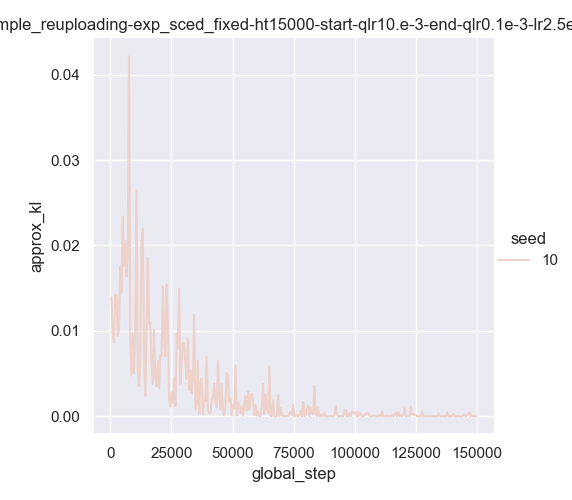 mple_reuploading-exp_sced_fixed-ht15000-start-qlr10.e-3-end-qlr0.1e-3-lr2.5e
0.04
0.03
0.02
0.01
0.00
approx_kl
seed
10
0 25000 50000 75000 100000 125000 150000
global_step